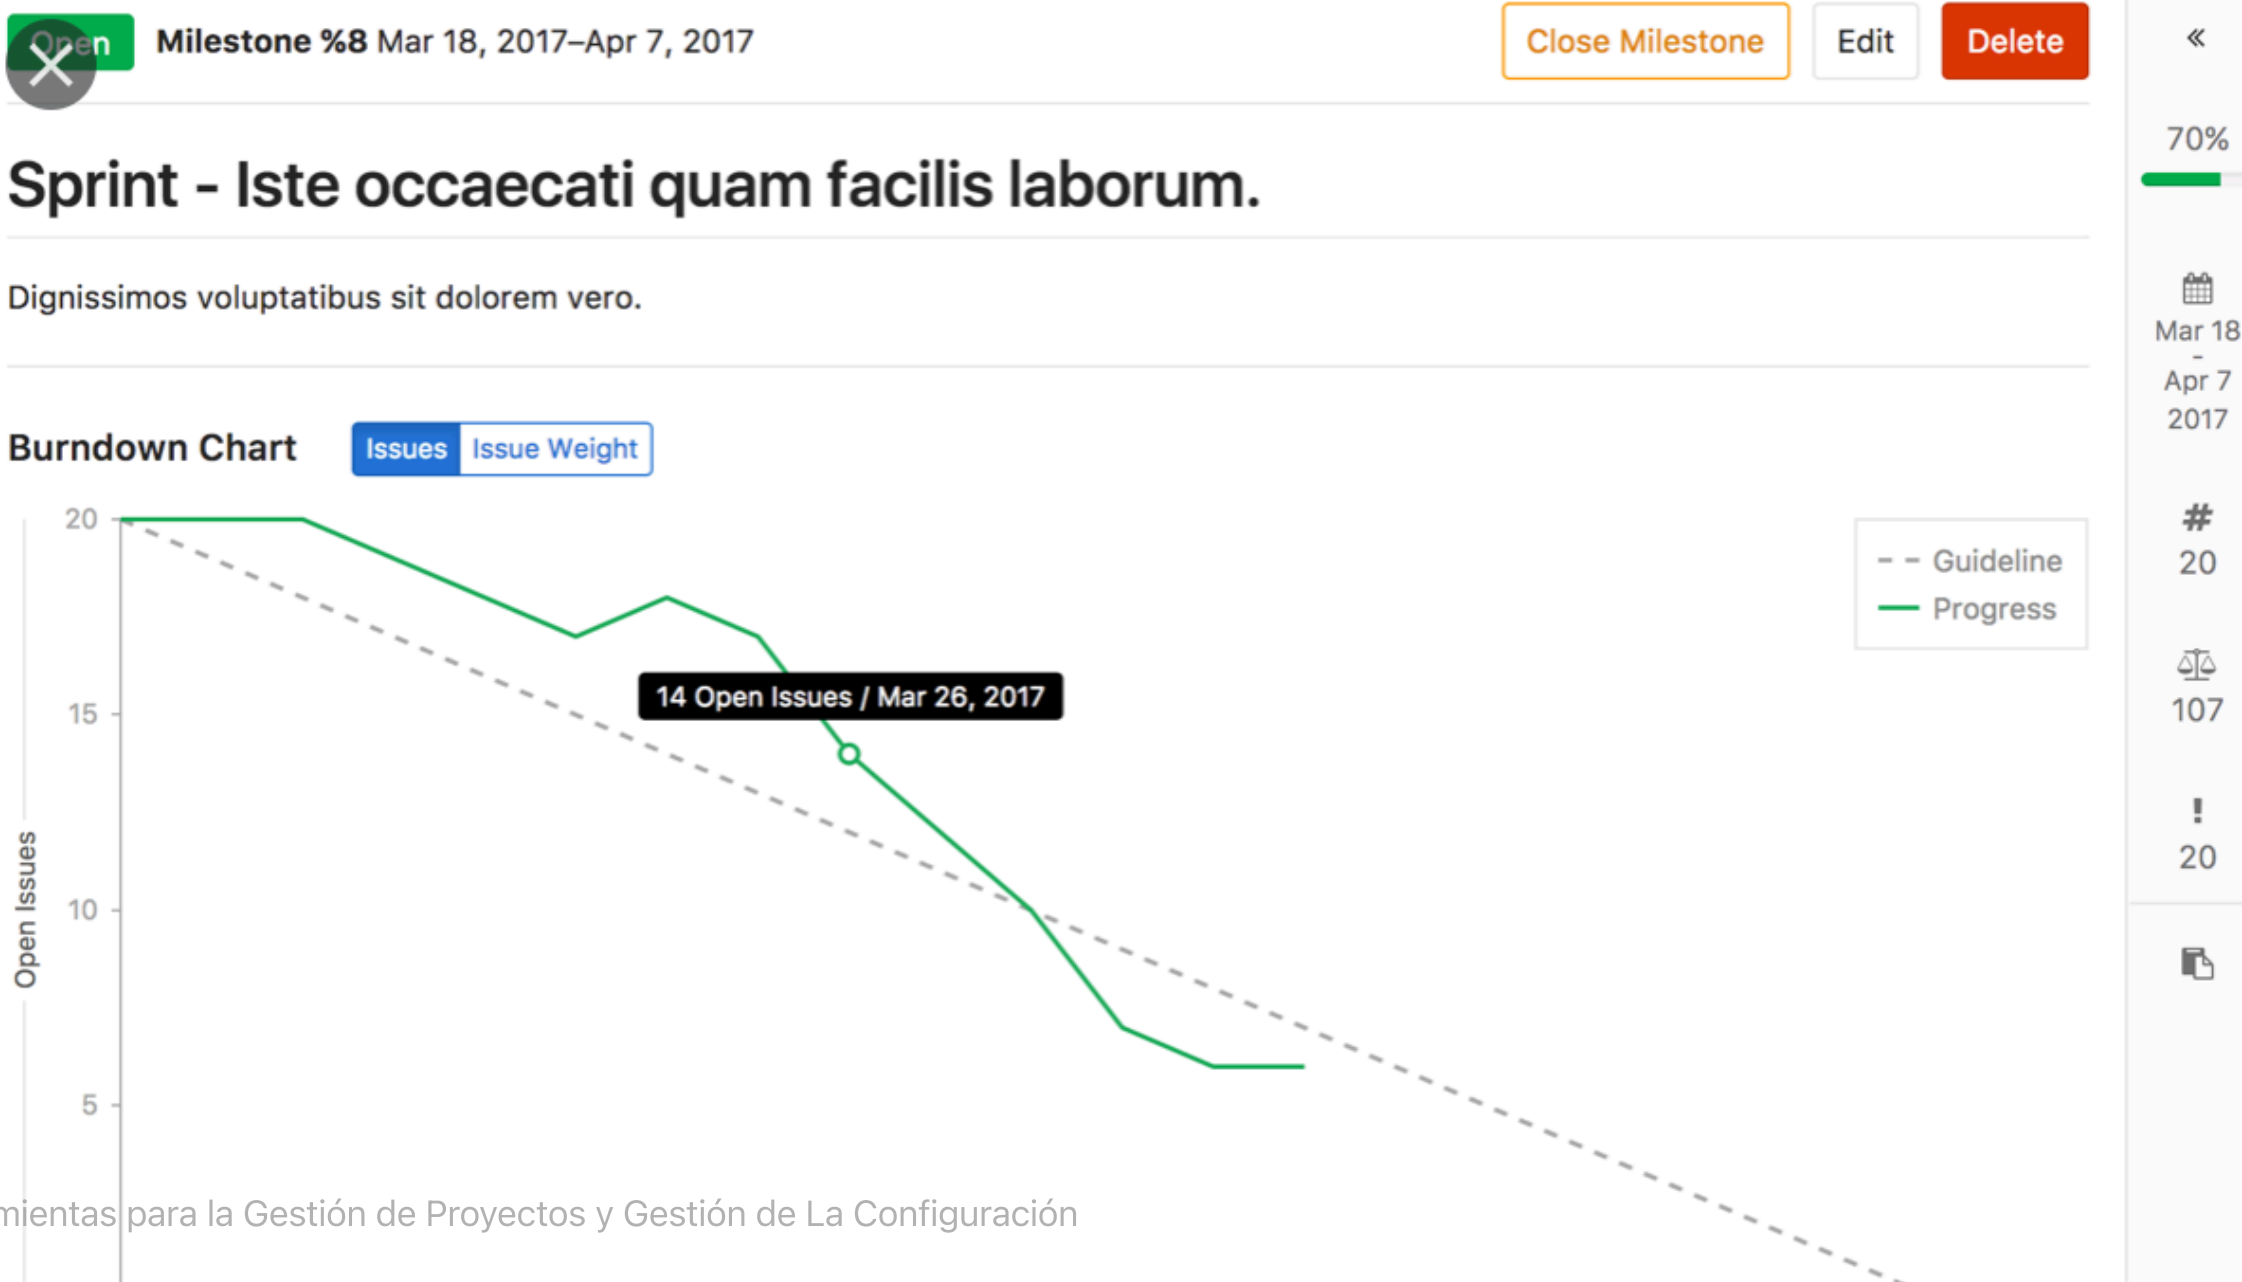 Open
Milestone %8 Mar 18, 2017–Apr 7, 2017
Close Milestone
Edit
Delete
«
70%
Sprint - Iste occaecati quam facilis laborum.
Dignissimos voluptatibus sit dolorem vero.
Mar 18
-
Apr 7
2017
Burndown Chart
Issues
Issue Weight
20
15
10
5
Open Issues
14 Open Issues / Mar 26, 2017
Guideline
Progress
#
20
107
!
20
mientas para la Gestión de Proyectos y Gestión de La Configuración